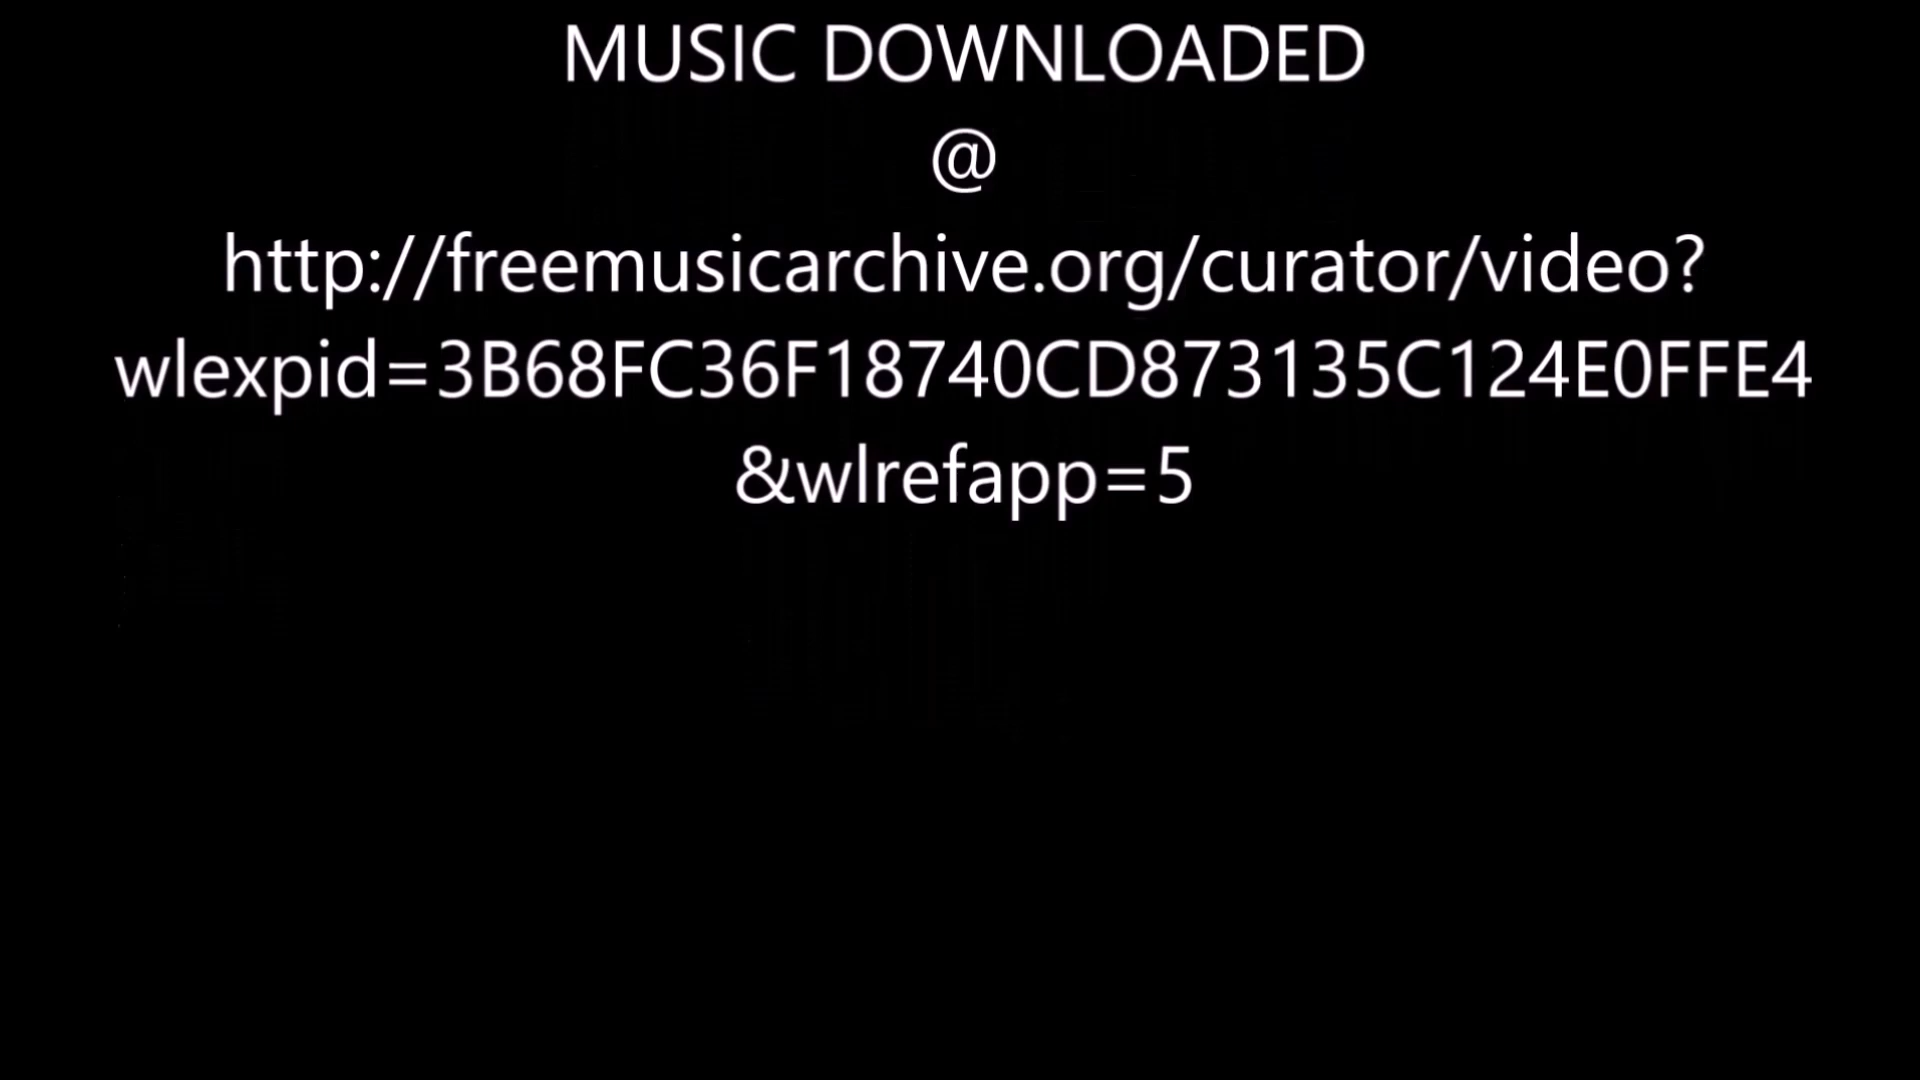 MUSIC DOWNLOADED
@
http://freemusicarchive.org/curator/video?
wlexpid=3B68FC36F18740CD873135C124E0FFE4
&wlrefapp=5